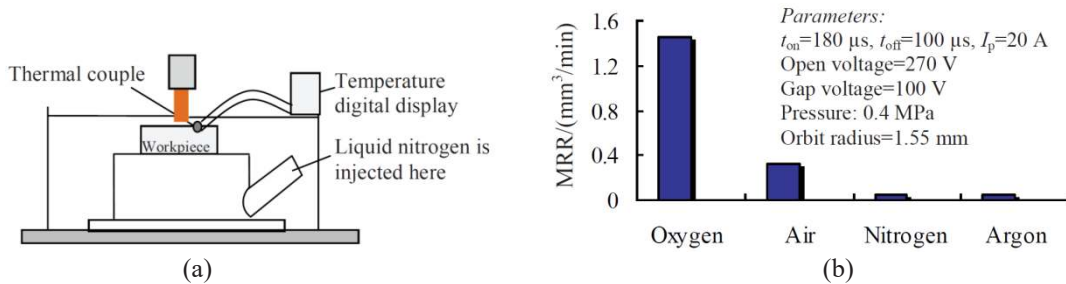 Thermal couple
Temperature
digital display
Workpiece
Liquid nitrogen is
injected here
(a)
MRR/(mm³/min)
1.6
1.2
0.8
0.4
0
Parameters:
tₒₙ=180 μs, tₒff=100 μs, Iₚ=20 A
Open voltage=270 V
Gap voltage=100 V
Pressure: 0.4 MPa
Orbit radius=1.55 mm
Oxygen Air Nitrogen Argon
(b)